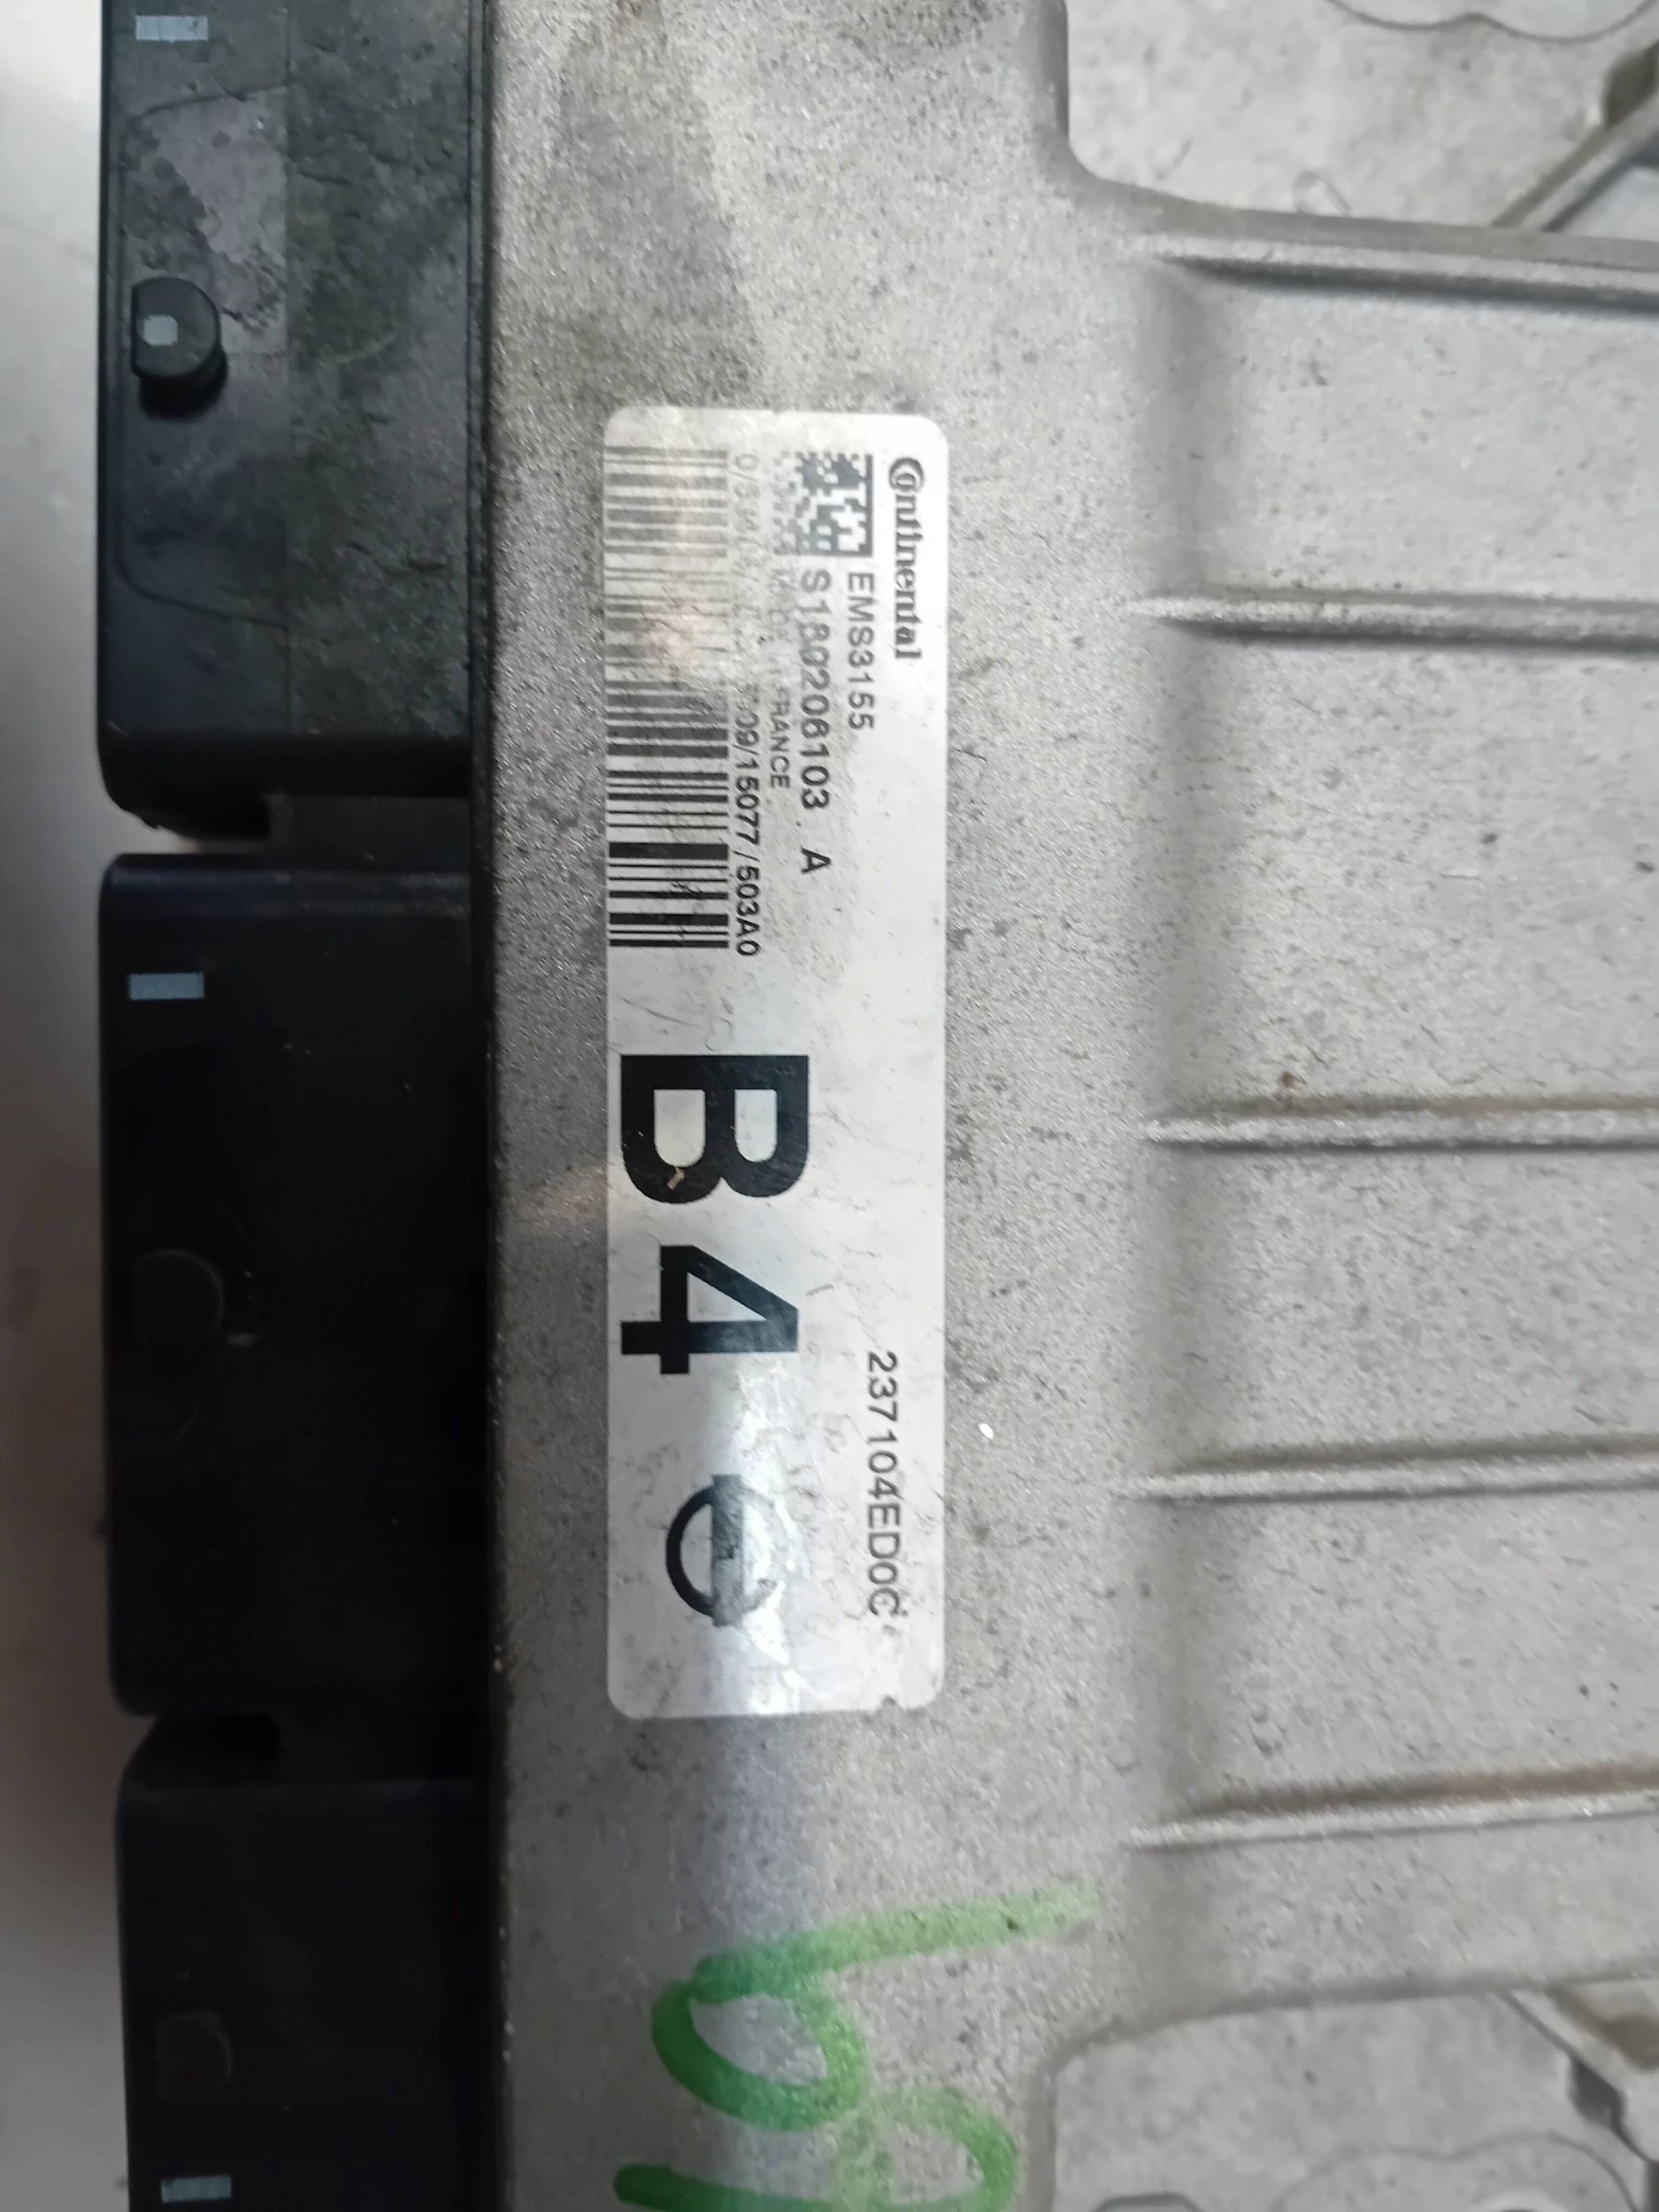 Continental
EMS3155
S180206103 . A
FRANCE
09/15077/503A0
B4
237104ED0C